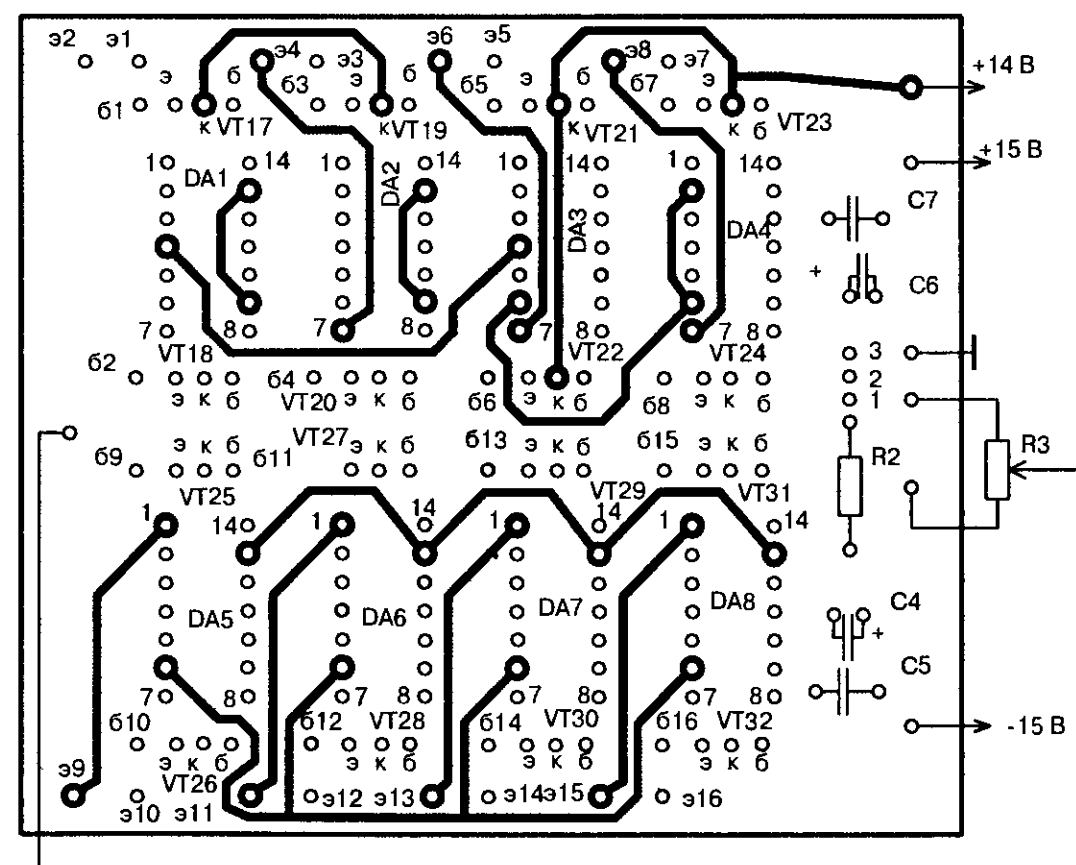 э2 э1 э4 э3 э6 э5 э8 э7
+14 В
э б б3 э б б5 э б б7 э
б1 к VT17 к VT19 к VT21 к б VT23
1 14 1 14 1 14 1 14
+15 В
DA1 DA2 DA3 DA4
C7
+ C6
7 8 7 8 7 8 7 8
VT18 VT22 VT24 3
б2 б4 б6 б8 2
э к б VT20 э к б э к б э к б 1
э к б VT27 э к б э к б э к б
б9 б11 б13 б15 R2 R3
VT25 VT29 VT31
1 14 1 1 14 1 14
DA5 DA6 DA7 DA8
C4
+
C5
7 8 7 8 7 8 7 8
б10 б12 VT28 б14 VT30 б16 VT32
-15 В
э к б э к б э к б э к б
э9 VT26
э10 э11 э12 э13 э14 э15 э16